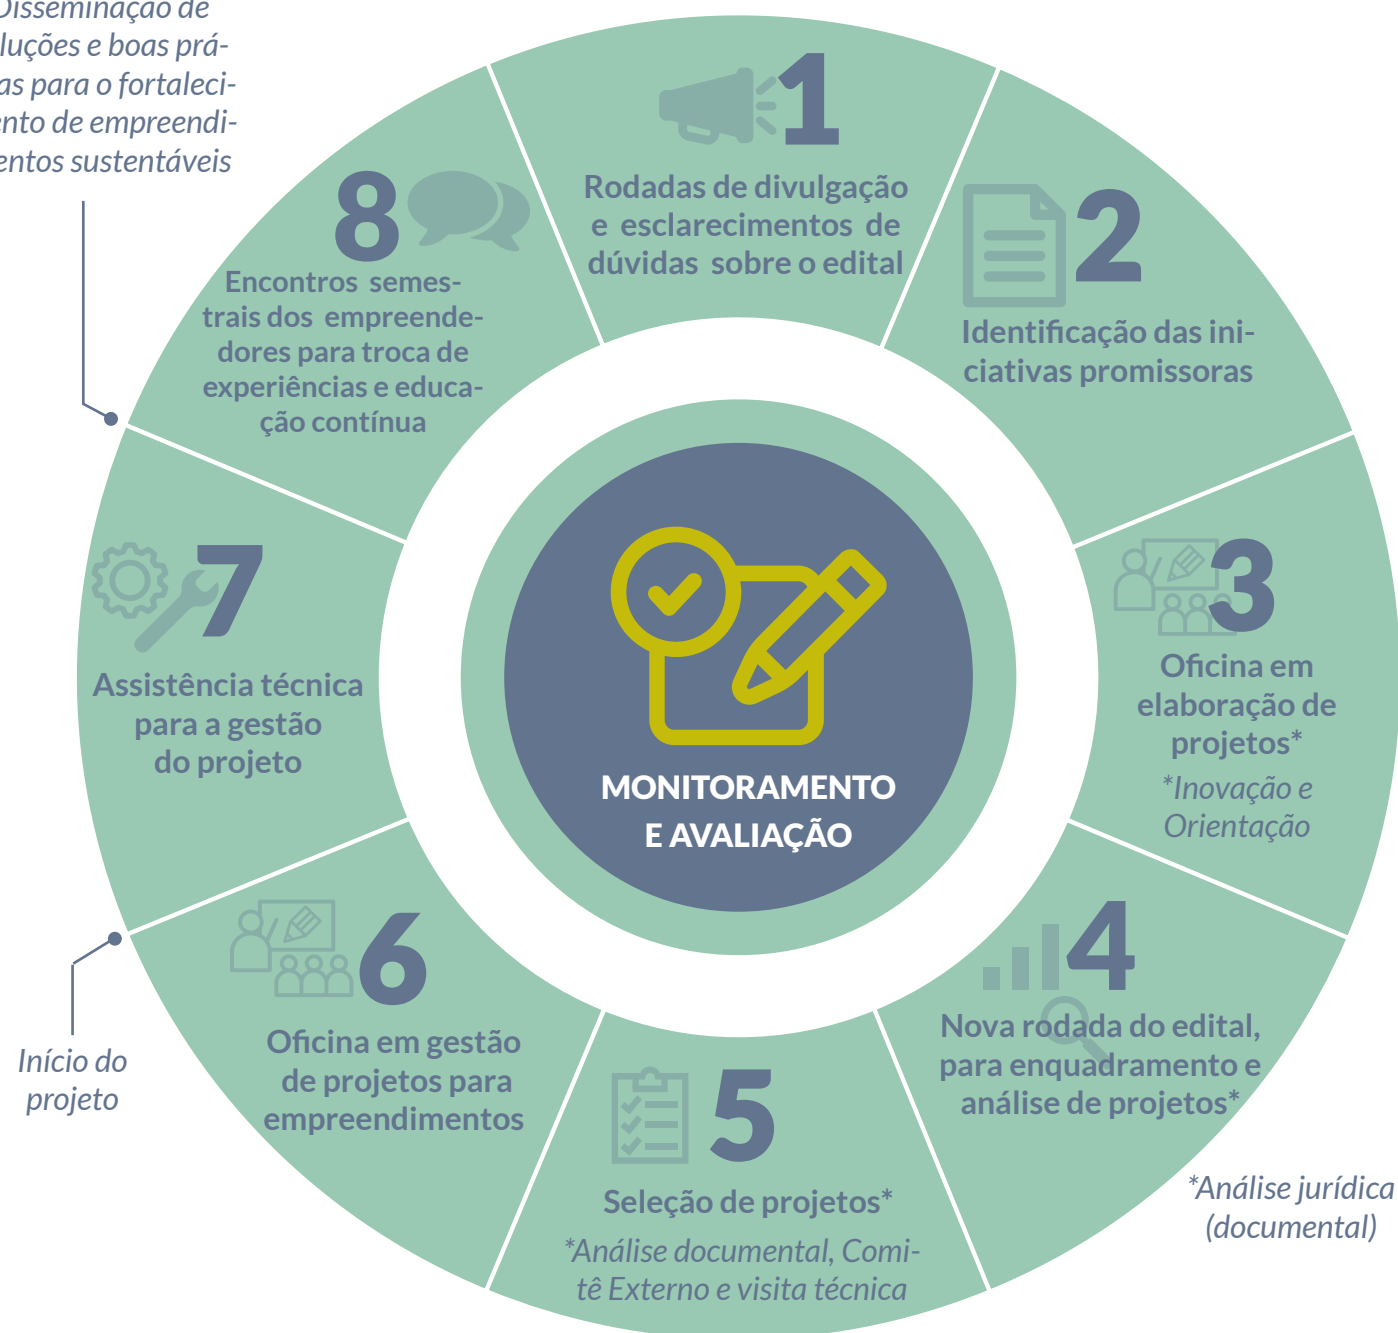 Disseminação de
luções e boas prá-
as para o fortaleci-
ento de empreendi-
entos sustentáveis
1
Rodadas de divulgação
e esclarecimentos de
dúvidas sobre o edital
2
Identificação das ini-
ciativas promissoras
3
Oficina em
elaboração de
projetos*
*Inovação e
Orientação
4
Nova rodada do edital,
para enquadramento e
análise de projetos*
*Análise jurídica
(documental)
5
Seleção de projetos*
*Análise documental, Comi-
tê Externo e visita técnica
6
Oficina em gestão
de projetos para
empreendimentos
Início do
projeto
7
Assistência técnica
para a gestão
do projeto
8
Encontros semes-
trais dos empreende-
dores para troca de
experiências e educa-
ção contínua
MONITORAMENTO
E AVALIAÇÃO